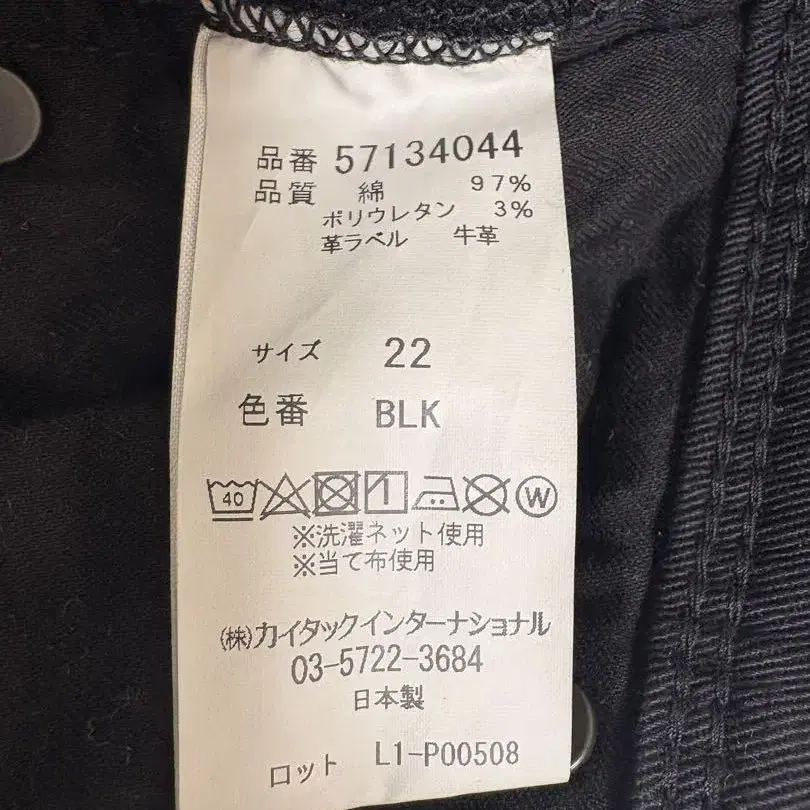 品番 57134044
品質 綿 97%
ポリウレタン 3%
革ラベル 牛革
サイズ 22
色番 BLK
40 W
※洗濯ネット使用
※当て布使用
(株)カイタックインターナショナル
03-5722-3684
日本製
ロット L1-P00508